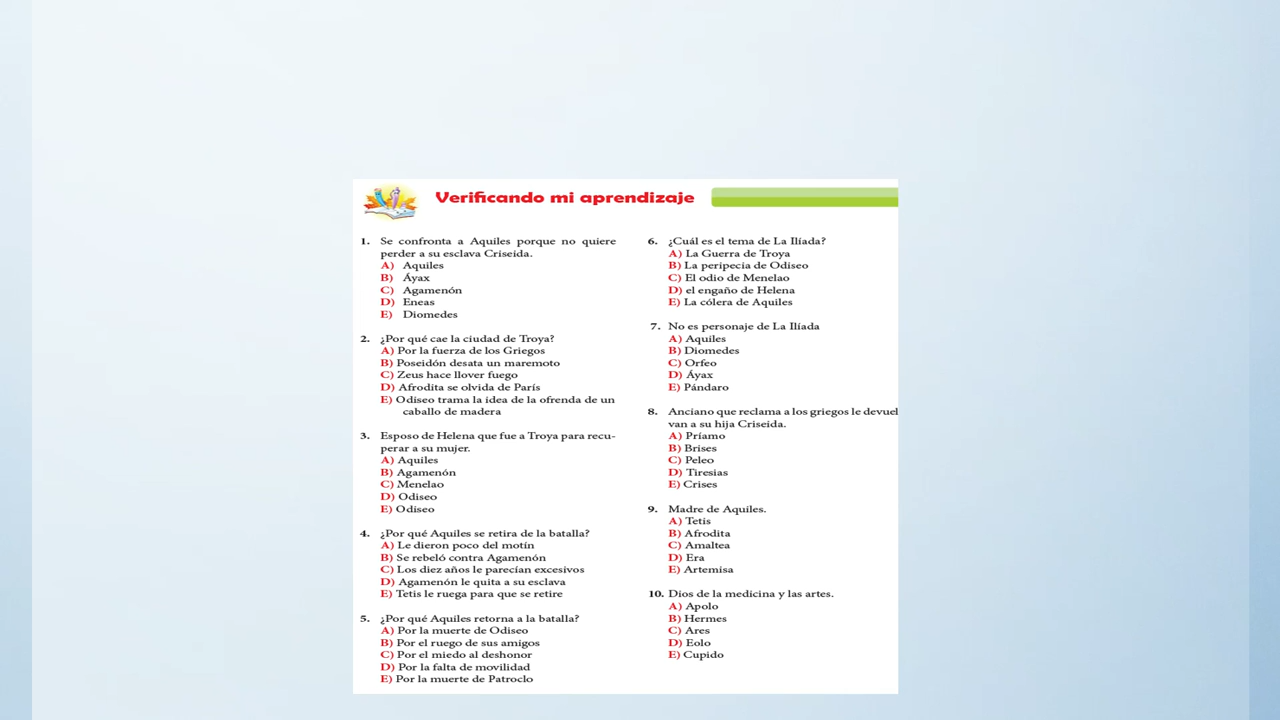 Verificando mi aprendizaje
1. Se confronta a Aquiles porque no quiere
perder a su esclava Criseida.
A) Aquiles
B) Áyax
C) Agamenón
D) Eneas
E) Diomedes
2. ¿Por qué cae la ciudad de Troya?
A) Por la fuerza de los Griegos
B) Poseidón desata un maremoto
C) Zeus hace llover fuego
D) Afrodita se olvida de París
E) Odiseo trama la idea de la ofrenda de un
caballo de madera
3. Esposo de Helena que fue a Troya para recu-
perar a su mujer.
A) Aquiles
B) Agamenón
C) Menelao
D) Odiseo
E) Odiseo
4. ¿Por qué Aquiles se retira de la batalla?
A) Le dieron poco del motín
B) Se rebeló contra Agamenón
C) Los diez años le parecían excesivos
D) Agamenón le quita a su esclava
E) Tetis le ruega para que se retire
5. ¿Por qué Aquiles retorna a la batalla?
A) Por la muerte de Odiseo
B) Por el ruego de sus amigos
C) Por el miedo al deshonor
D) Por la falta de movilidad
E) Por la muerte de Patroclo
6. ¿Cuál es el tema de La Ilíada?
A) La Guerra de Troya
B) La peripecia de Odiseo
C) El odio de Menelao
D) el engaño de Helena
E) La cólera de Aquiles
7. No es personaje de La Ilíada
A) Aquiles
B) Diomedes
C) Orfeo
D) Áyax
E) Pándaro
8. Anciano que reclama a los griegos le devuel
van a su hija Criseida.
A) Príamo
B) Brises
C) Peleo
D) Tiresias
E) Crises
9. Madre de Aquiles.
A) Tetis
B) Afrodita
C) Amaltea
D) Era
E) Artemisa
10. Dios de la medicina y las artes.
A) Apolo
B) Hermes
C) Ares
D) Eolo
E) Cupido